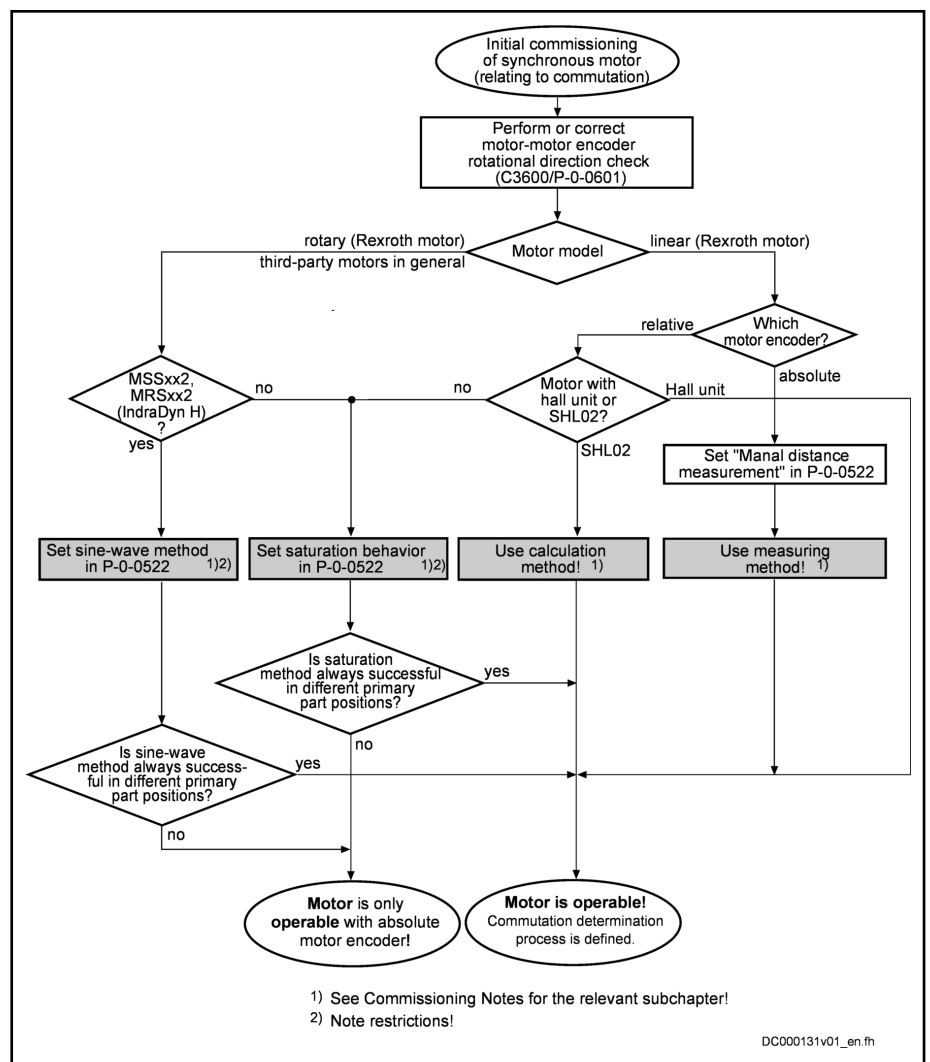 Initial commissioning
of synchronous motor
(relating to commutation)
Perform or correct
motor-motor encoder
rotational direction check
(C3600/P-0-0601)
rotary (Rexroth motor)
third-party motors in general
Motor model
linear (Rexroth motor)
relative
Which
motor encoder?
absolute
MSSxx2,
MRSxx2
(IndraDyn H)
?
no
yes
no
Motor with
hall unit or
SHL02?
Hall unit
SHL02
Set "Manal distance
measurement" in P-0-0522
Set sine-wave method
in P-0-0522 1)2)
Set saturation behavior
in P-0-0522 1)2)
Use calculation
method! 1)
Use measuring
method! 1)
Is saturation
method always successful
in different primary
part positions?
yes
no
Is sine-wave
method always success-
ful in different primary
part positions?
yes
no
Motor is only
operable with absolute
motor encoder!
Motor is operable!
Commutation determination
process is defined.
1) See Commissioning Notes for the relevant subchapter!
2) Note restrictions!
DC000131v01_en.fh